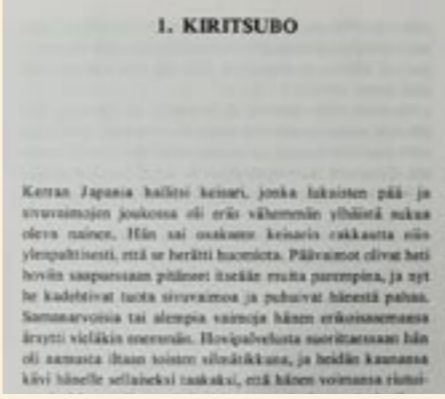 1. KIRITSUBO
Kerran Japania hallitsi keisari, jonka lukuisten pää- ja
sivuvaimojen joukossa oli eräs vähemmän ylhäistä sukua
oleva nainen. Hän sai osakseen keisarin rakkautta niin
ylenpalttisesti, että se herätti huomiota. Päävaimot olivat heti
hoviin saapuessaan pitäneet itseään muita parempina, ja nyt
he kadehtivat tuota sivuvaimoa ja puhuivat hänestä pahaa.
Samanarvoisia tai alempia vaimoja hänen erikoisasemansa
ärsytti vieläkin enemmän. Hovipalvelusta suorittaessaan hän
oli aamusta iltaan toisten silmätikkuna, ja heidän kaunansa
kävi hänelle sellaiseksi taakaksi, että hänen voimansa